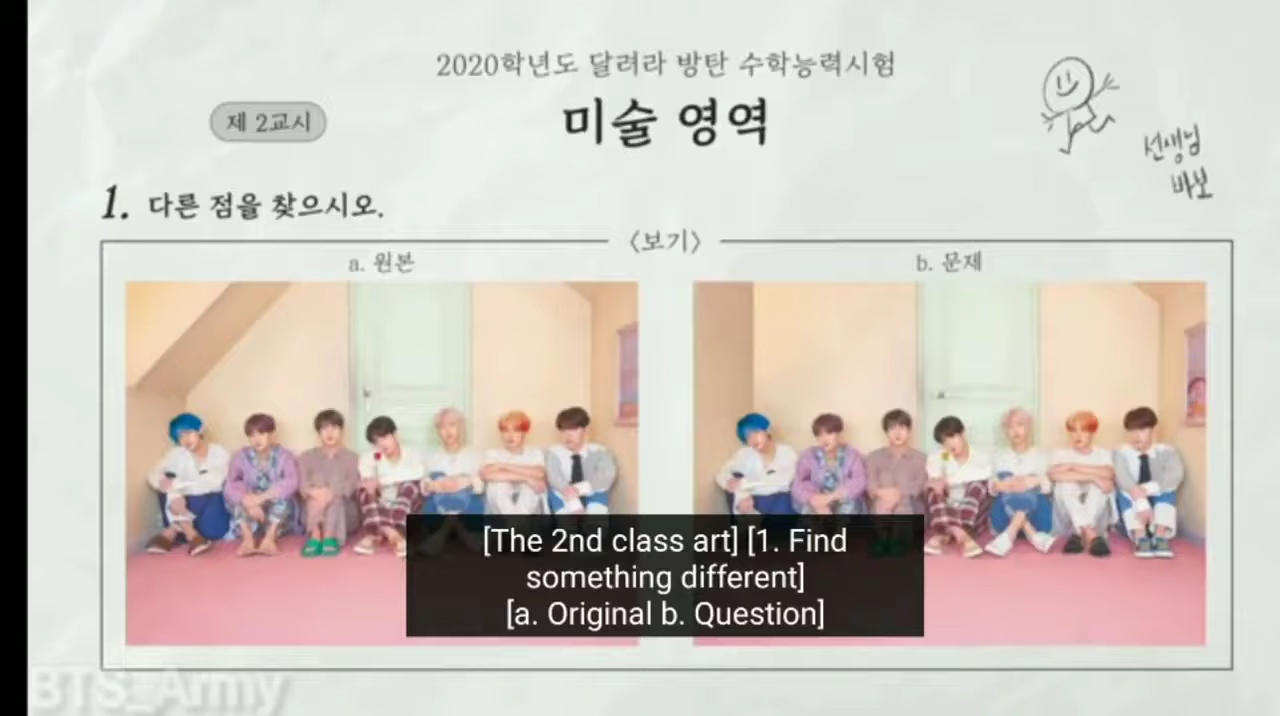 2020학년도 달려라 방탄 수학능력시험
제 2교시
미술 영역
선생님
바보
1. 다른 점을 찾으시오.
〈보기〉
a. 원본
b. 문제
[The 2nd class art] [1. Find
something different]
[a. Original b. Question]
BTS_Army